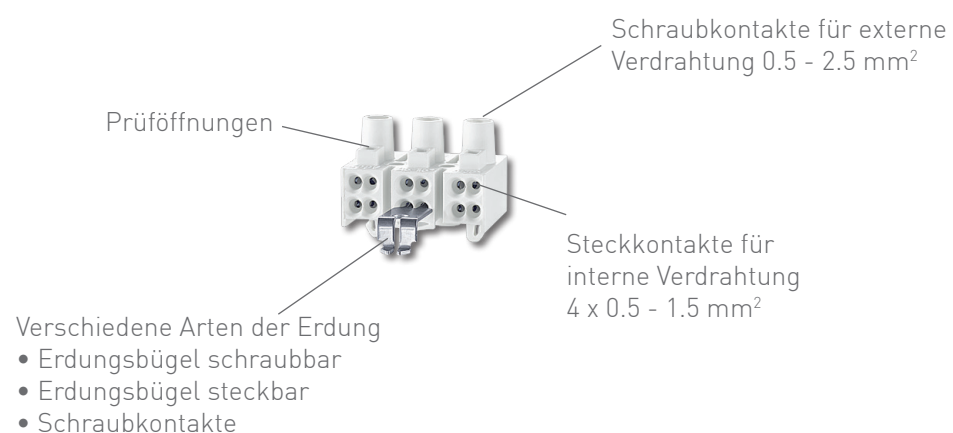 Schraubkontakte für externe
Verdrahtung 0.5 - 2.5 mm²
Prüföffnungen
Steckkontakte für
interne Verdrahtung
4 x 0.5 - 1.5 mm²
Verschiedene Arten der Erdung
• Erdungsbügel schraubbar
• Erdungsbügel steckbar
• Schraubkontakte